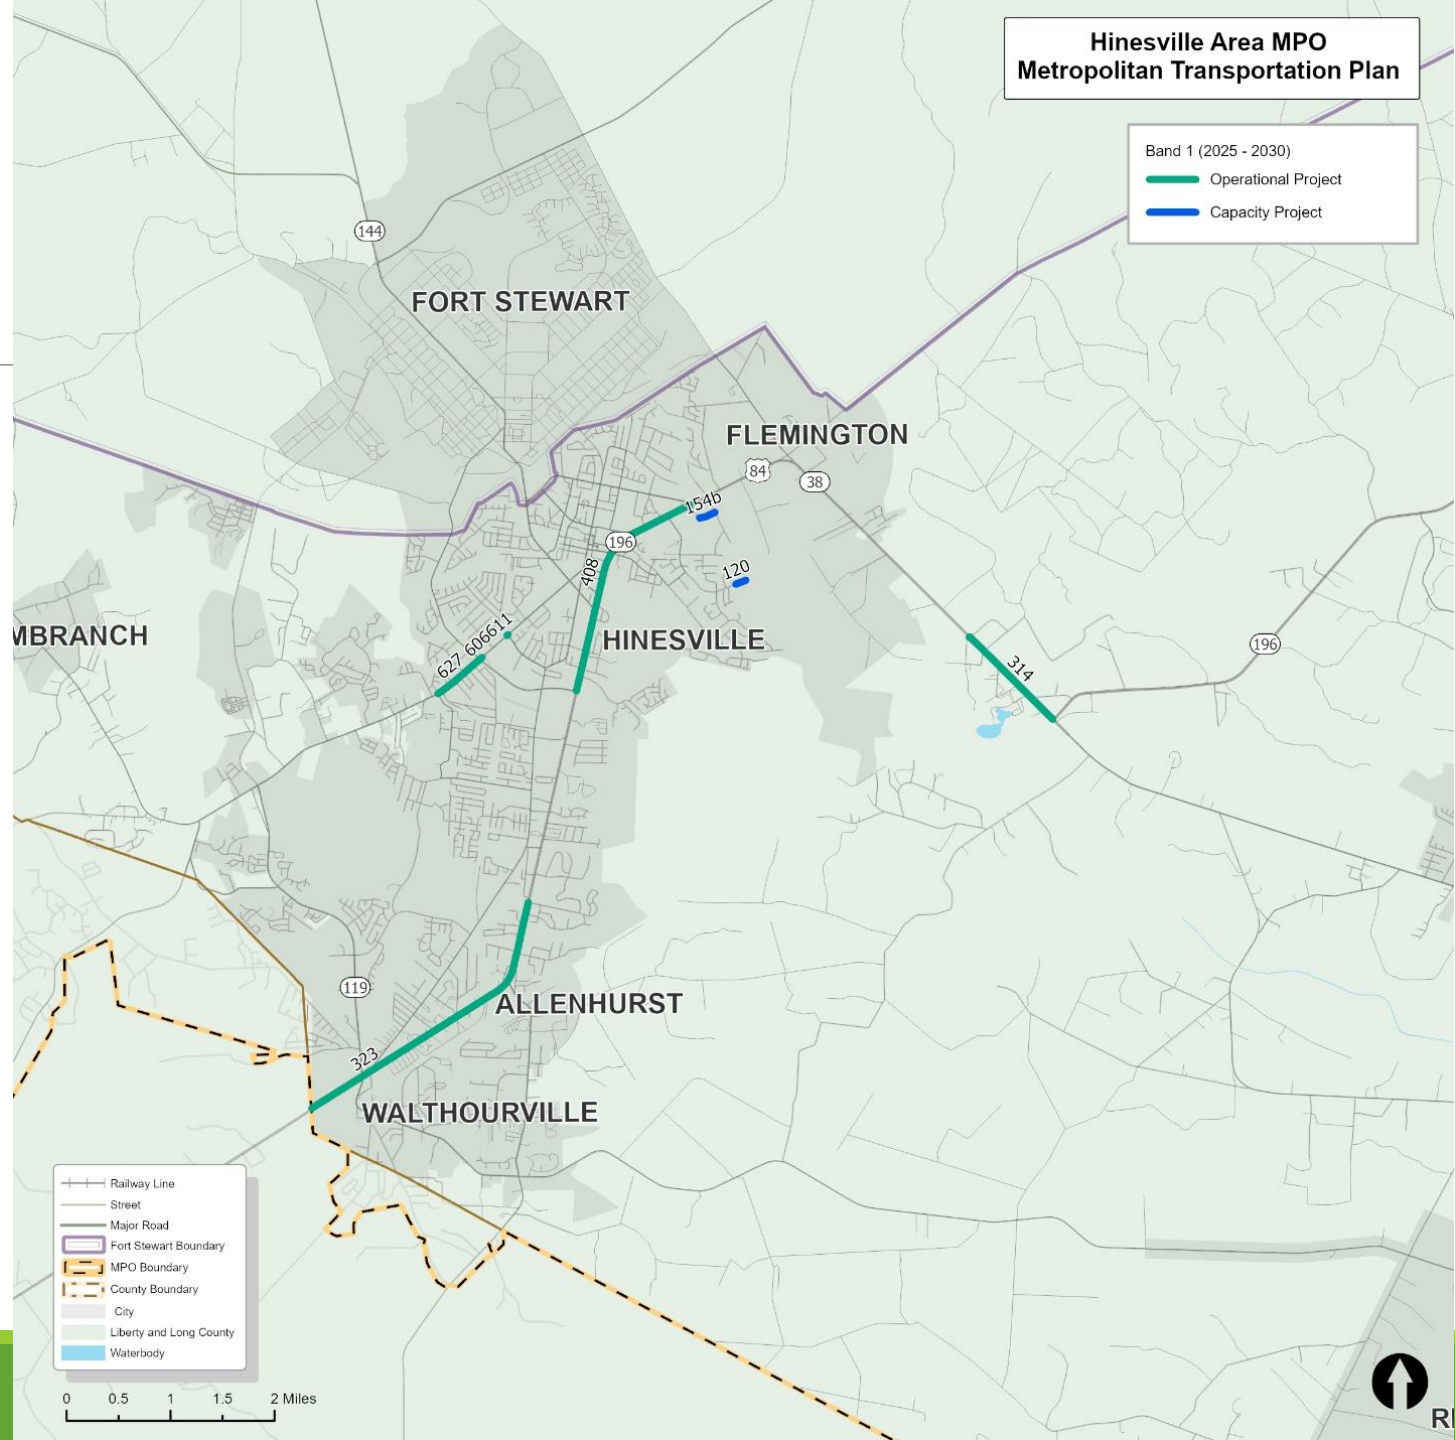 Hinesville Area MPO
Metropolitan Transportation Plan
Band 1 (2025 - 2030)
Operational Project
Capacity Project
144
FORT STEWART
FLEMINGTON
84
38
154b
196
408
120
MBRANCH
HINESVILLE
627 606611
314
196
119
ALLENHURST
323
WALTHOURVILLE
Railway Line
Street
Major Road
Fort Stewart Boundary
MPO Boundary
County Boundary
City
Liberty and Long County
Waterbody
0 0.5 1 1.5 2 Miles
RI